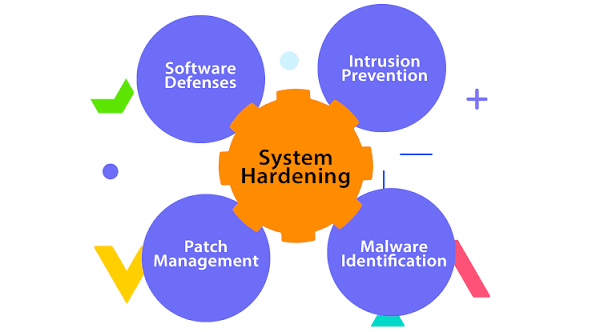 Software
Defenses
Intrusion
Prevention
System
Hardening
Patch
Management
Malware
Identification